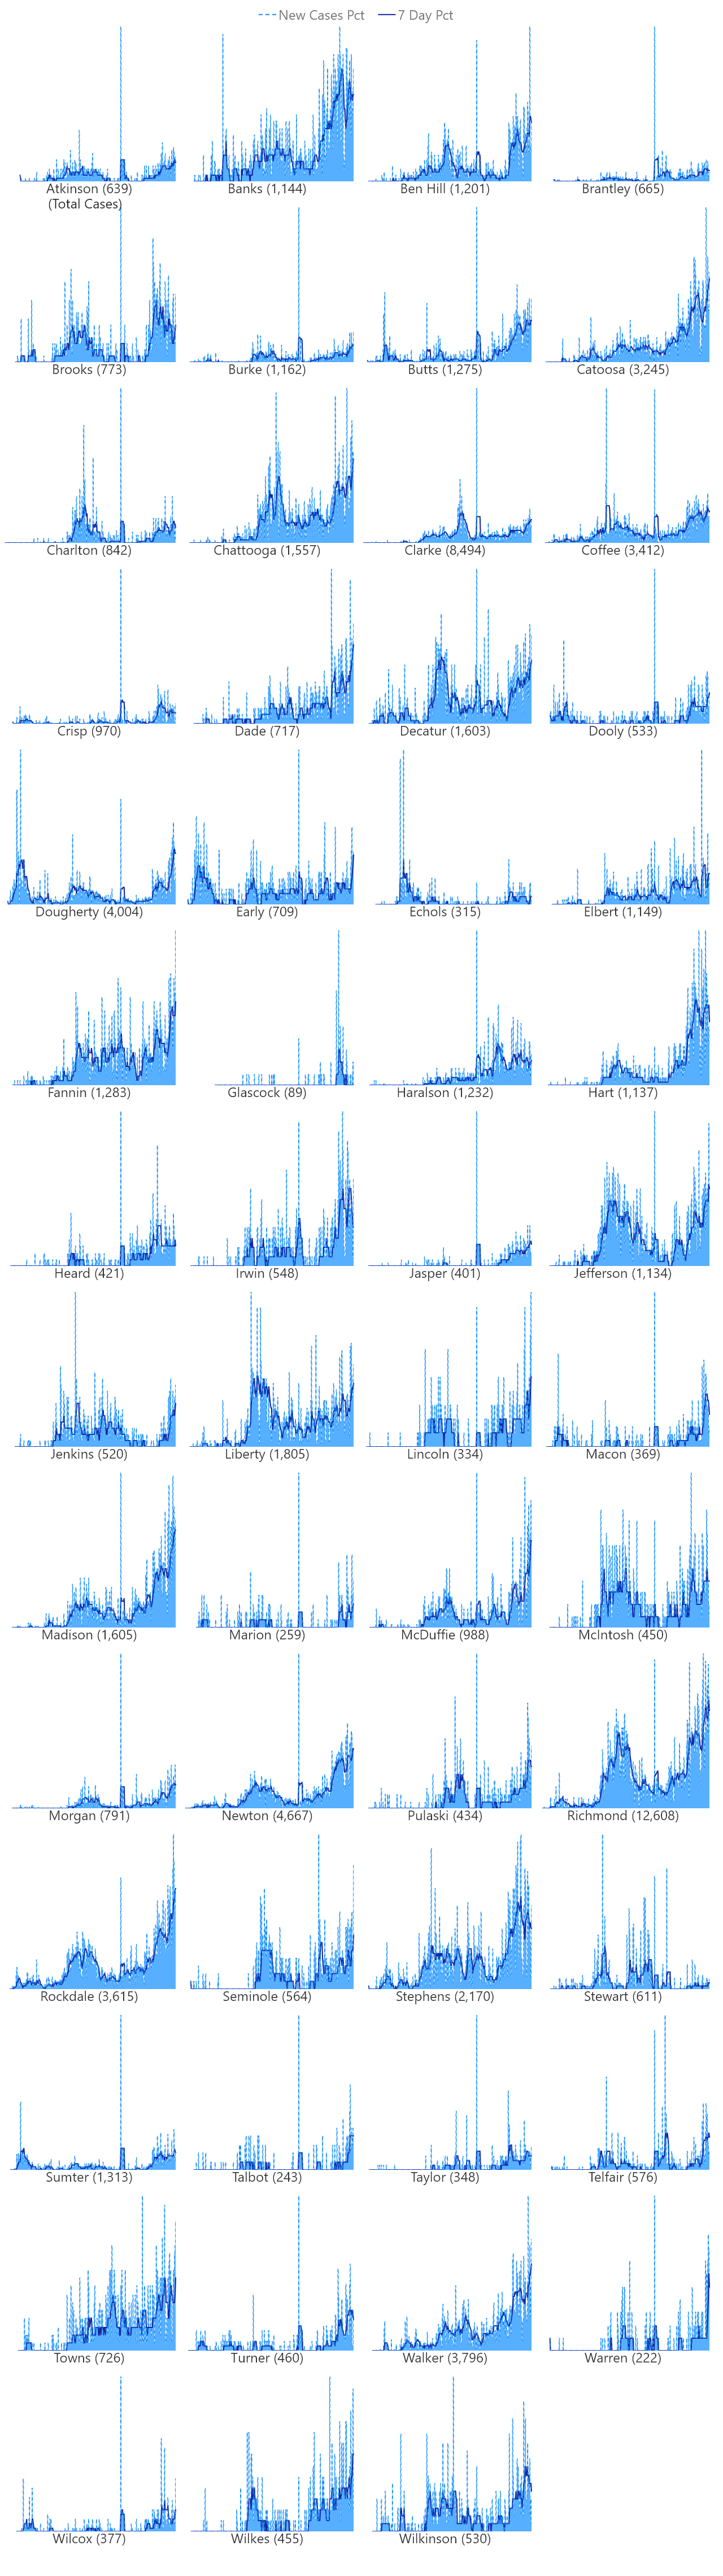 New Cases Pct 7 Day Pct
Atkinson (639) Banks (1,144) Ben Hill (1,201) Brantley (665)
(Total Cases)
Brooks (773) Burke (1,162) Butts (1,275) Catoosa (3,245)
Charlton (842) Chattooga (1,557) Clarke (8,494) Coffee (3,412)
Crisp (970) Dade (717) Decatur (1,603) Dooly (533)
Dougherty (4,004) Early (709) Echols (315) Elbert (1,149)
Fannin (1,283) Glascock (89) Haralson (1,232) Hart (1,137)
Heard (421) Irwin (548) Jasper (401) Jefferson (1,134)
Jenkins (520) Liberty (1,805) Lincoln (334) Macon (369)
Madison (1,605) Marion (259) McDuffie (988) McIntosh (450)
Morgan (791) Newton (4,667) Pulaski (434) Richmond (12,608)
Rockdale (3,615) Seminole (564) Stephens (2,170) Stewart (611)
Sumter (1,313) Talbot (243) Taylor (348) Telfair (576)
Towns (726) Turner (460) Walker (3,796) Warren (222)
Wilcox (377) Wilkes (455) Wilkinson (530)